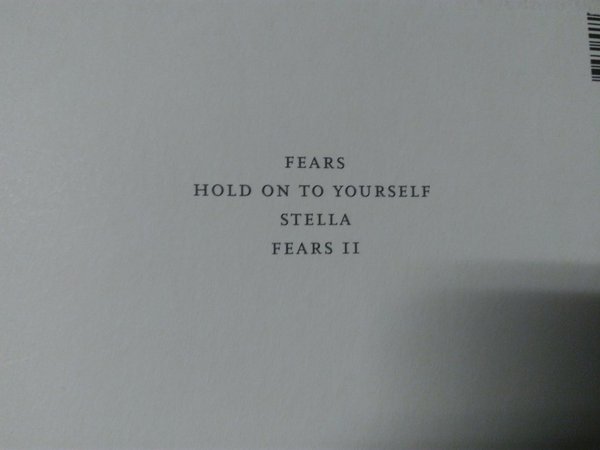 FEARS
HOLD ON TO YOURSELF
STELLA
FEARS II